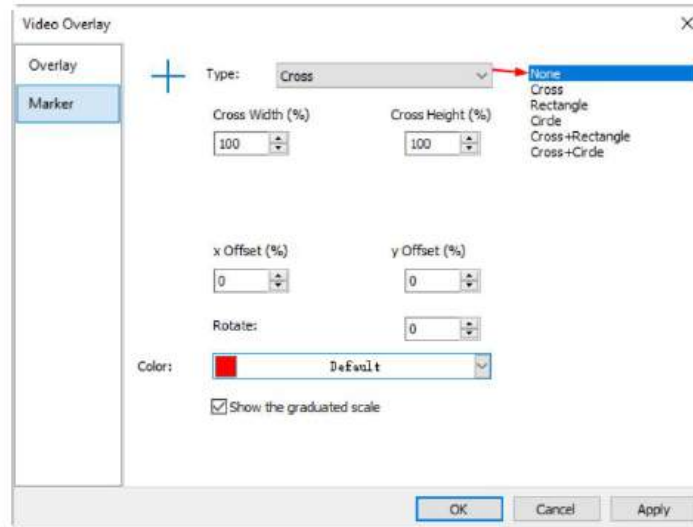 Video Overlay
Overlay
Marker
Type:
Cross
None
Cross
Rectangle
Circle
Cross+Rectangle
Cross+Circle
Cross Width (%)
Cross Height (%)
100
100
x Offset (%)
y Offset (%)
0
0
Rotate:
0
Color:
Default
Show the graduated scale
OK
Cancel
Apply